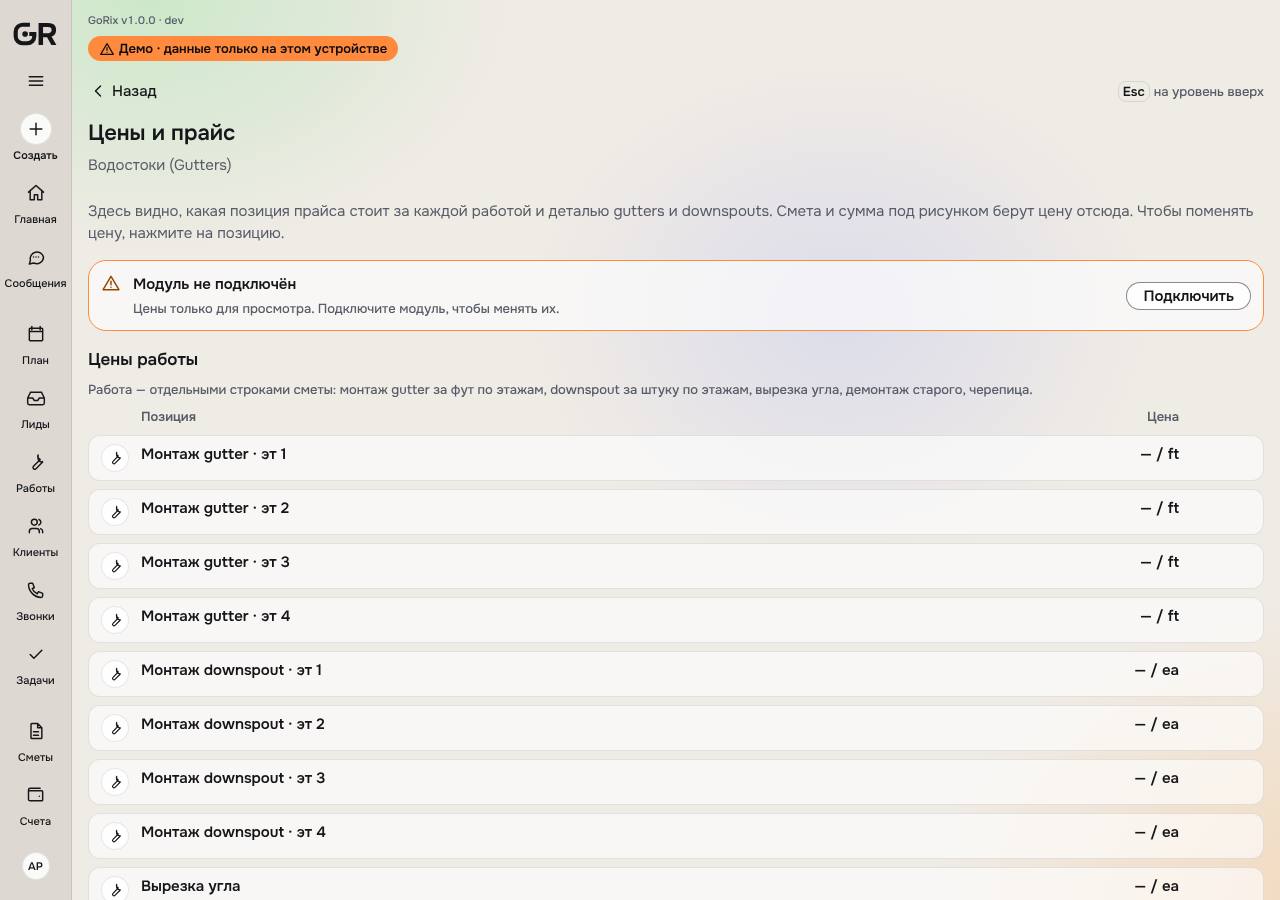 GR
GoRix v1.0.0 · dev
Демо · данные только на этом устройстве
Назад
Esc на уровень вверх
Создать
Главная
Сообщения
План
Лиды
Работы
Клиенты
Звонки
Задачи
Сметы
Счета
AP
Цены и прайс
Водостоки (Gutters)
Здесь видно, какая позиция прайса стоит за каждой работой и деталью gutters и downspouts. Смета и сумма под рисунком берут цену отсюда. Чтобы поменять
цену, нажмите на позицию.
Модуль не подключён
Цены только для просмотра. Подключите модуль, чтобы менять их.
Подключить
Цены работы
Работа — отдельными строками сметы: монтаж gutter за фут по этажам, downspout за штуку по этажам, вырезка угла, демонтаж старого, черепица.
Позиция Цена
Монтаж gutter · эт 1 — / ft
Монтаж gutter · эт 2 — / ft
Монтаж gutter · эт 3 — / ft
Монтаж gutter · эт 4 — / ft
Монтаж downspout · эт 1 — / ea
Монтаж downspout · эт 2 — / ea
Монтаж downspout · эт 3 — / ea
Монтаж downspout · эт 4 — / ea
Вырезка угла — / ea